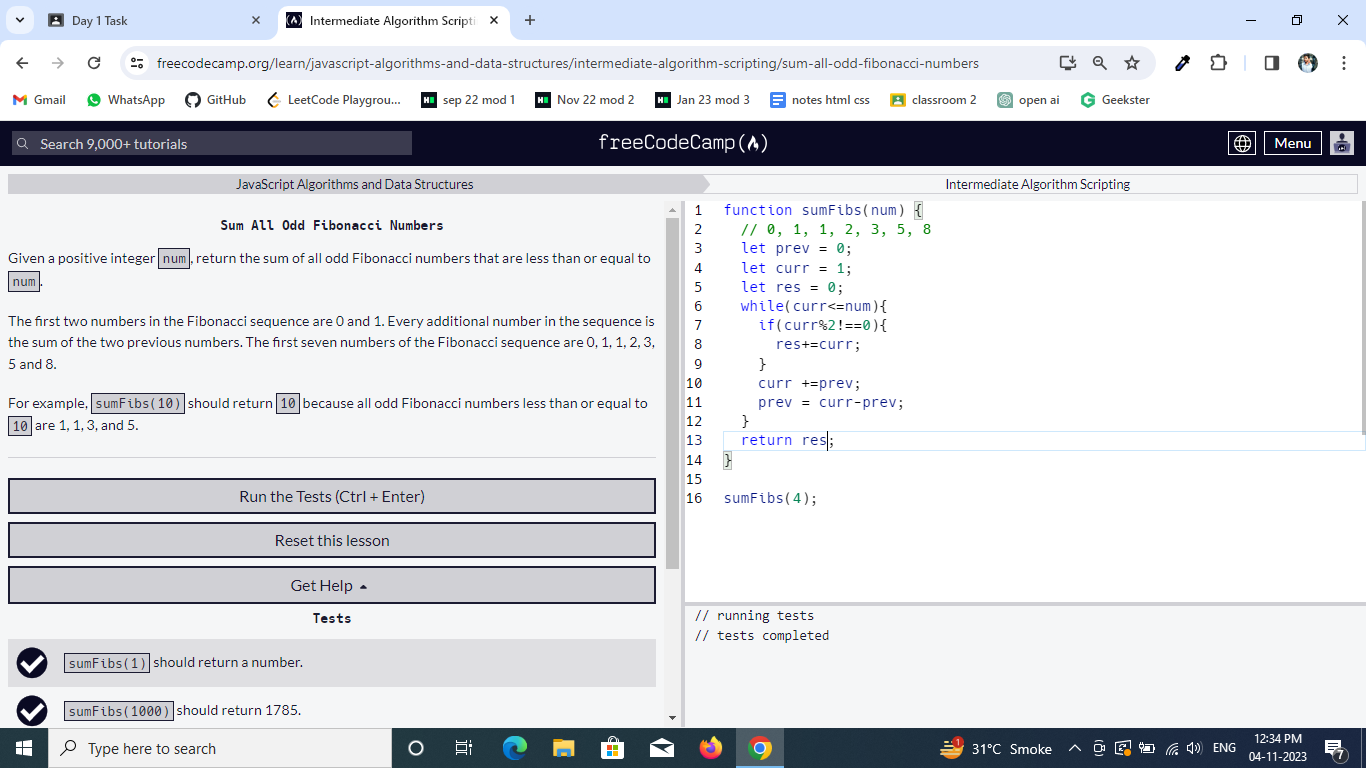 Day 1 Task
Intermediate Algorithm Scripti
freecodecamp.org/learn/javascript-algorithms-and-data-structures/intermediate-algorithm-scripting/sum-all-odd-fibonacci-numbers
Gmail WhatsApp GitHub LeetCode Playgrou... sep 22 mod 1 Nov 22 mod 2 Jan 23 mod 3 notes html css classroom 2 open ai Geekster
Search 9,000+ tutorials
freeCodeCamp
Menu
JavaScript Algorithms and Data Structures
Intermediate Algorithm Scripting
Sum All Odd Fibonacci Numbers
Given a positive integer num, return the sum of all odd Fibonacci numbers that are less than or equal to
num.
The first two numbers in the Fibonacci sequence are 0 and 1. Every additional number in the sequence is
the sum of the two previous numbers. The first seven numbers of the Fibonacci sequence are 0, 1, 1, 2, 3,
5 and 8.
For example, sumFibs(10) should return 10 because all odd Fibonacci numbers less than or equal to
10 are 1, 1, 3, and 5.
Run the Tests (Ctrl + Enter)
Reset this lesson
Get Help
Tests
sumFibs(1) should return a number.
sumFibs(1000) should return 1785.
1 function sumFibs(num) {
2 // 0, 1, 1, 2, 3, 5, 8
3 let prev = 0;
4 let curr = 1;
5 let res = 0;
6 while(curr<=num){
7 if(curr%2!==0){
8 res+=curr;
9 }
10 curr +=prev;
11 prev = curr-prev;
12 }
13 return res;
14 }
15
16 sumFibs(4);
// running tests
// tests completed
Type here to search
1
31°C Smoke
ENG
12:34 PM
04-11-2023
7